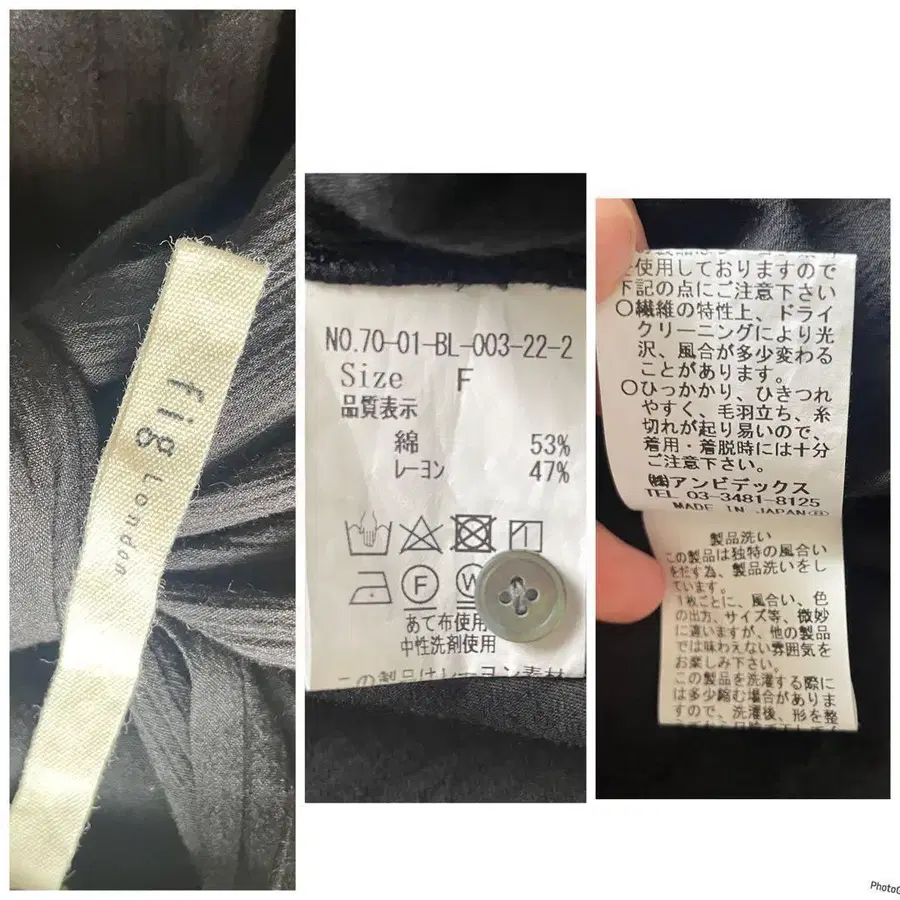 fig London
NO.70-01-BL-003-22-2
Size F
品質表示
綿 53%
レーヨン 47%
F
W
あて布使用
中性洗剤使用
この製品はレーヨン素材
を使用しておりますので
下記の点にご注意下さい
○繊維の特性上、ドライ
クリーニングにより光
沢、風合が多少変わる
ことがあります。
○ひっかかり、ひきつれ
やすく、毛羽立ち、糸
切れが起り易いので、
着用・着脱時には十分
ご注意下さい。
㈱アンビデックス
TEL 03-3481-8125
MADE IN JAPAN
製品洗い
この製品は独特の風合い
をだす為、製品洗いをし
ています。
1枚ごとに、風合い、色
の出方、サイズ等、微妙
に違いますが、他の製品
では味わえない雰囲気を
お楽しみ下さい。
この製品を洗濯する際に
は多少縮む場合がありま
すので、洗濯後、形を整
PhotoG